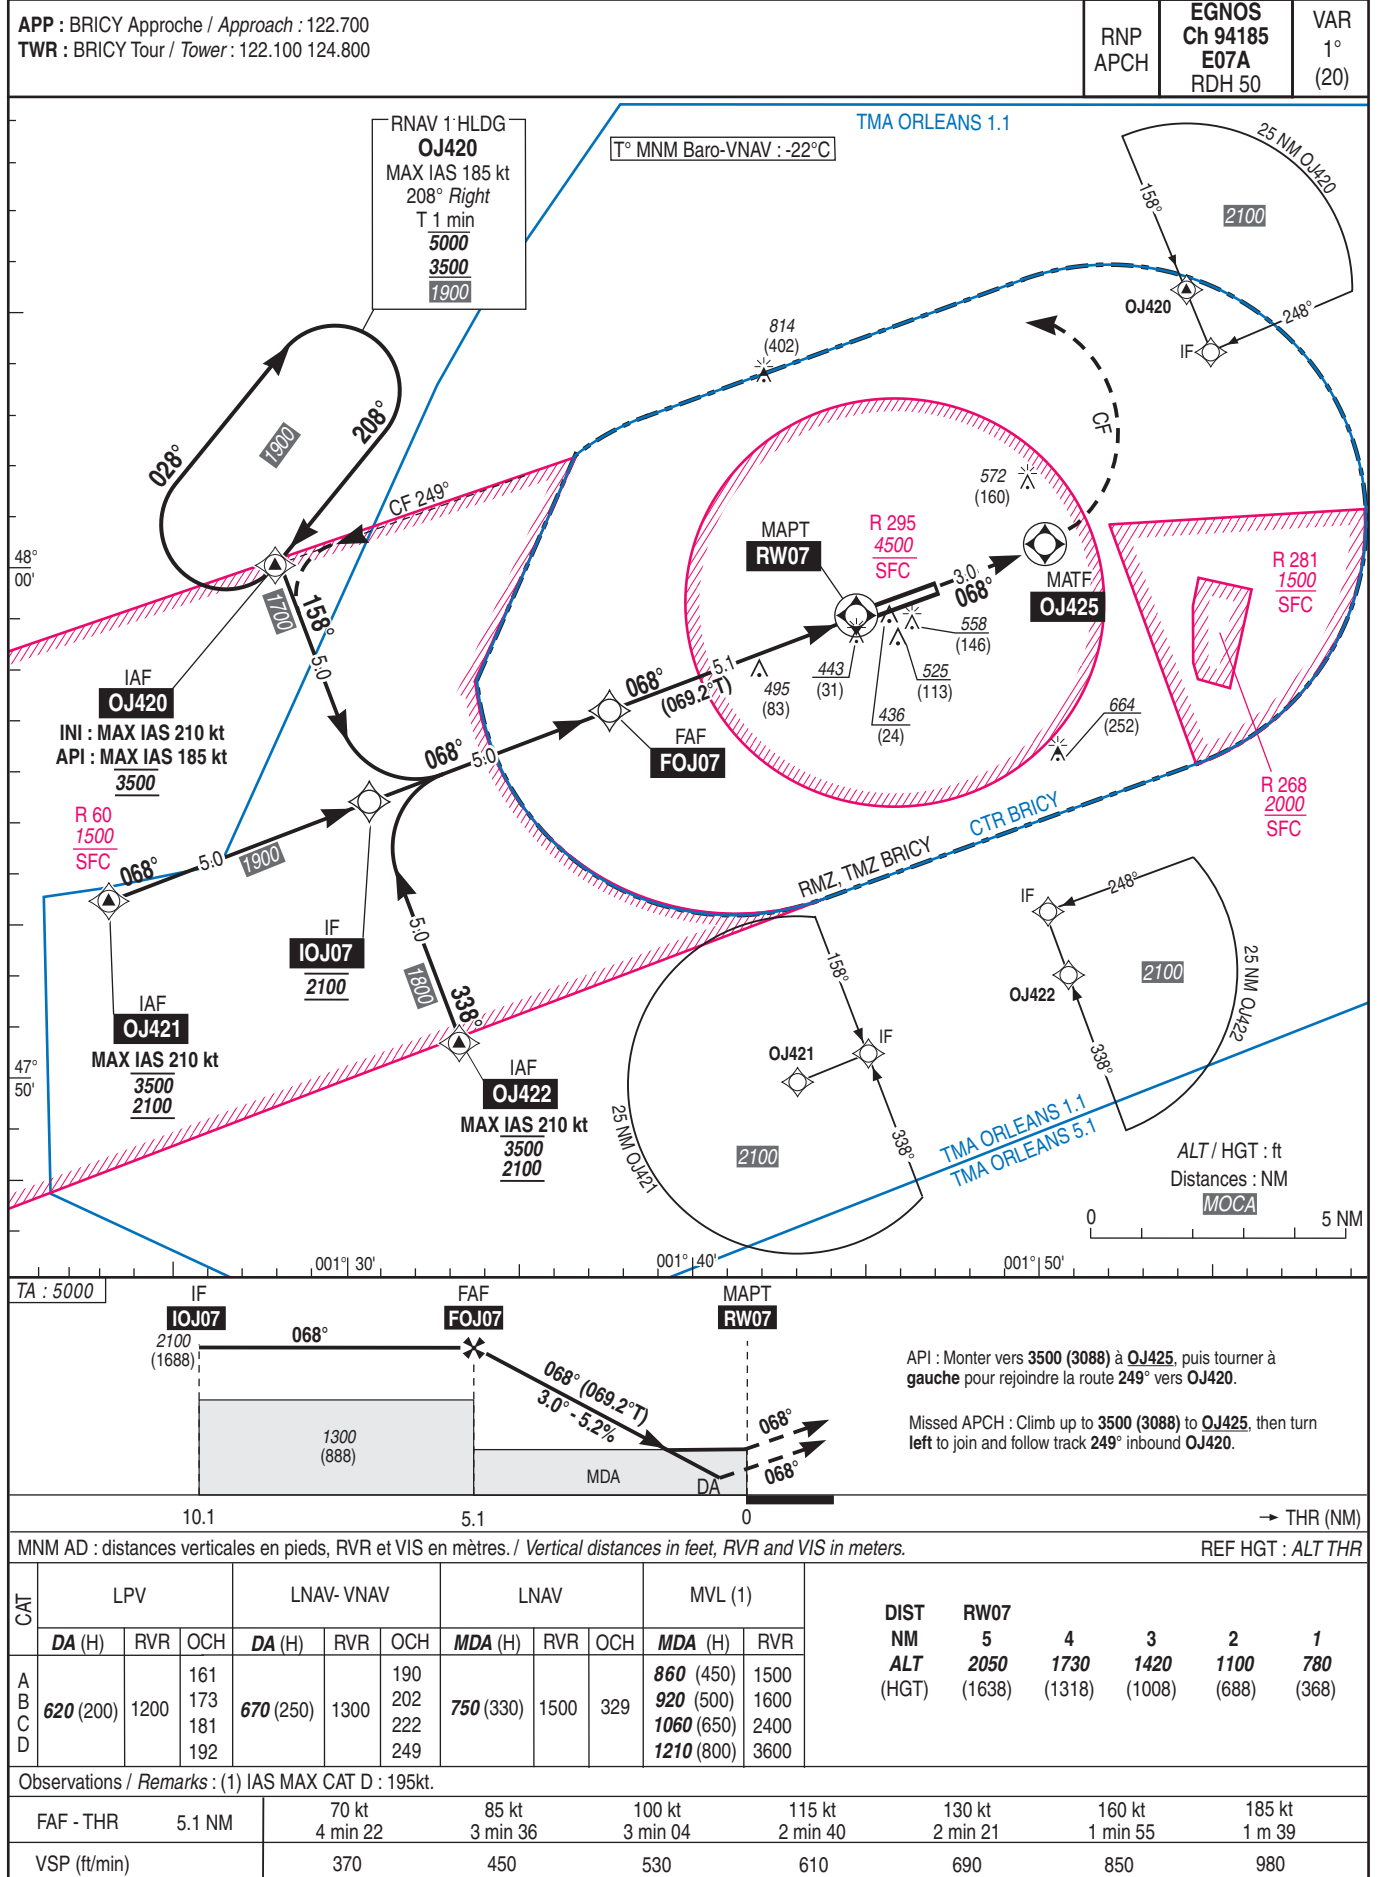 APP : BRICY Approche / Approach : 122.700
TWR : BRICY Tour / Tower : 122.100 124.800
RNP
APCH
EGNOS
Ch 94185
E07A
RDH 50
VAR
1°
(20)
RNAV 1 HLDG
OJ420
MAX IAS 185 kt
208° Right
T 1 min
5000
3500
1900
T° MNM Baro-VNAV : -22°C
TMA ORLEANS 1.1
25 NM OJ420
158°
2100
OJ420
248°
IF
814
(402)
CF
028°
1900
208°
CF 249°
572
(160)
MAPT
RW07
R 295
4500
SFC
3.0
068°
MATF
OJ425
R 281
1500
SFC
48°
00'
1700
158°
5.0
IAF
OJ420
INI : MAX IAS 210 kt
API : MAX IAS 185 kt
3500
558
(146)
525
(113)
443
(31)
436
(24)
495
(83)
5.1
068°
(069.2°T)
FAF
FOJ07
664
(252)
R 268
2000
SFC
068°
5.0
R 60
1500
SFC
068°
5.0
1900
CTR BRICY
RMZ, TMZ BRICY
IF
IOJ07
2100
5.0
1800
338°
IAF
OJ421
MAX IAS 210 kt
3500
2100
IAF
OJ422
MAX IAS 210 kt
3500
2100
47°
50'
158°
OJ421
IF
338°
2100
25 NM OJ421
IF
248°
OJ422
2100
25 NM OJ422
338°
TMA ORLEANS 1.1
TMA ORLEANS 5.1
ALT / HGT : ft
Distances : NM
MOCA
0
5 NM
001° 30'
001° 40'
001° 50'
TA : 5000
IF
IOJ07
2100
(1688)
068°
FAF
FOJ07
MAPT
RW07
068° (069.2°T)
3.0° - 5.2%
1300
(888)
MDA
DA
068°
068°
API : Monter vers 3500 (3088) à OJ425, puis tourner à
gauche pour rejoindre la route 249° vers OJ420.
Missed APCH : Climb up to 3500 (3088) to OJ425, then turn
left to join and follow track 249° inbound OJ420.
10.1 5.1 0 → THR (NM)
MNM AD : distances verticales en pieds, RVR et VIS en mètres. / Vertical distances in feet, RVR and VIS in meters. REF HGT : ALT THR
CAT LPV LNAV- VNAV LNAV MVL (1)
DA (H) RVR OCH DA (H) RVR OCH MDA (H) RVR OCH MDA (H) RVR
A 161 190 860 (450) 1500
B 620 (200) 1200 173 670 (250) 1300 202 750 (330) 1500 329 920 (500) 1600
C 181 222 1060 (650) 2400
D 192 249 1210 (800) 3600
DIST RW07
NM 5 4 3 2 1
ALT 2050 1730 1420 1100 780
(HGT) (1638) (1318) (1008) (688) (368)
Observations / Remarks : (1) IAS MAX CAT D : 195kt.
FAF - THR 5.1 NM
70 kt 85 kt 100 kt 115 kt 130 kt 160 kt 185 kt
4 min 22 3 min 36 3 min 04 2 min 40 2 min 21 1 min 55 1 m 39
VSP (ft/min) 370 450 530 610 690 850 980